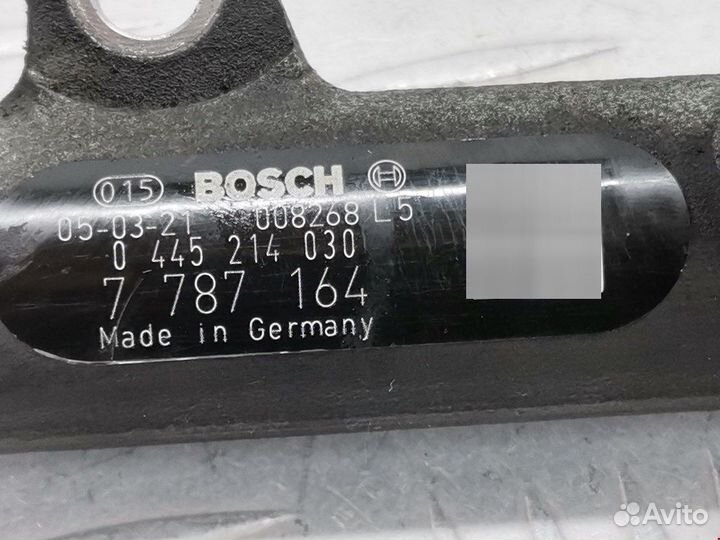 015 BOSCH
05-03-21 008268 L5
0 445 214 030
7 787 164
Made in Germany
Avito